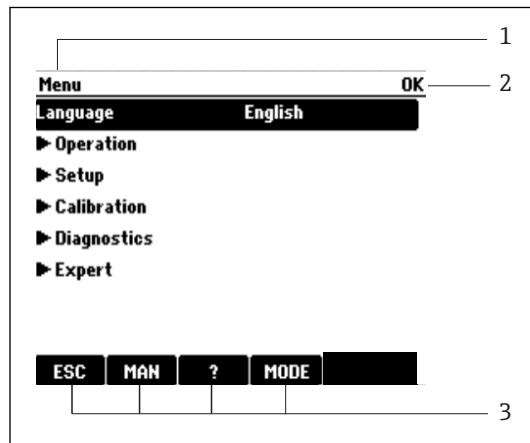 1
Menu OK 2
Language English
Operation
Setup
Calibration
Diagnostics
Expert
ESC MAN ? MODE
3